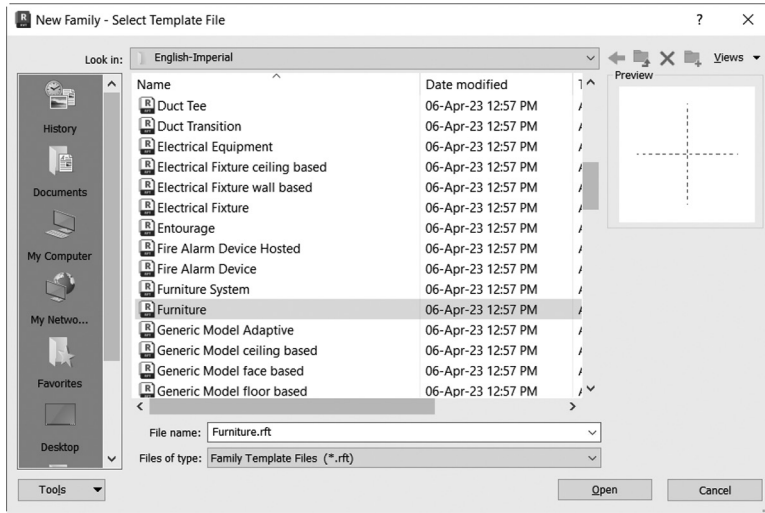 New Family - Select Template File ? ×
Look in: English-Imperial Views
Preview
Name Date modified
Duct Tee 06-Apr-23 12:57 PM
Duct Transition 06-Apr-23 12:57 PM
Electrical Equipment 06-Apr-23 12:57 PM
Electrical Fixture ceiling based 06-Apr-23 12:57 PM
Electrical Fixture wall based 06-Apr-23 12:57 PM
Electrical Fixture 06-Apr-23 12:57 PM
Entourage 06-Apr-23 12:57 PM
Fire Alarm Device Hosted 06-Apr-23 12:57 PM
Fire Alarm Device 06-Apr-23 12:57 PM
Furniture System 06-Apr-23 12:57 PM
Furniture 06-Apr-23 12:57 PM
Generic Model Adaptive 06-Apr-23 12:57 PM
Generic Model ceiling based 06-Apr-23 12:57 PM
Generic Model face based 06-Apr-23 12:57 PM
Generic Model floor based 06-Apr-23 12:57 PM
History
Documents
My Computer
My Netwo...
Favorites
Desktop
File name: Furniture.rft
Files of type: Family Template Files (*.rft)
Tools Open Cancel